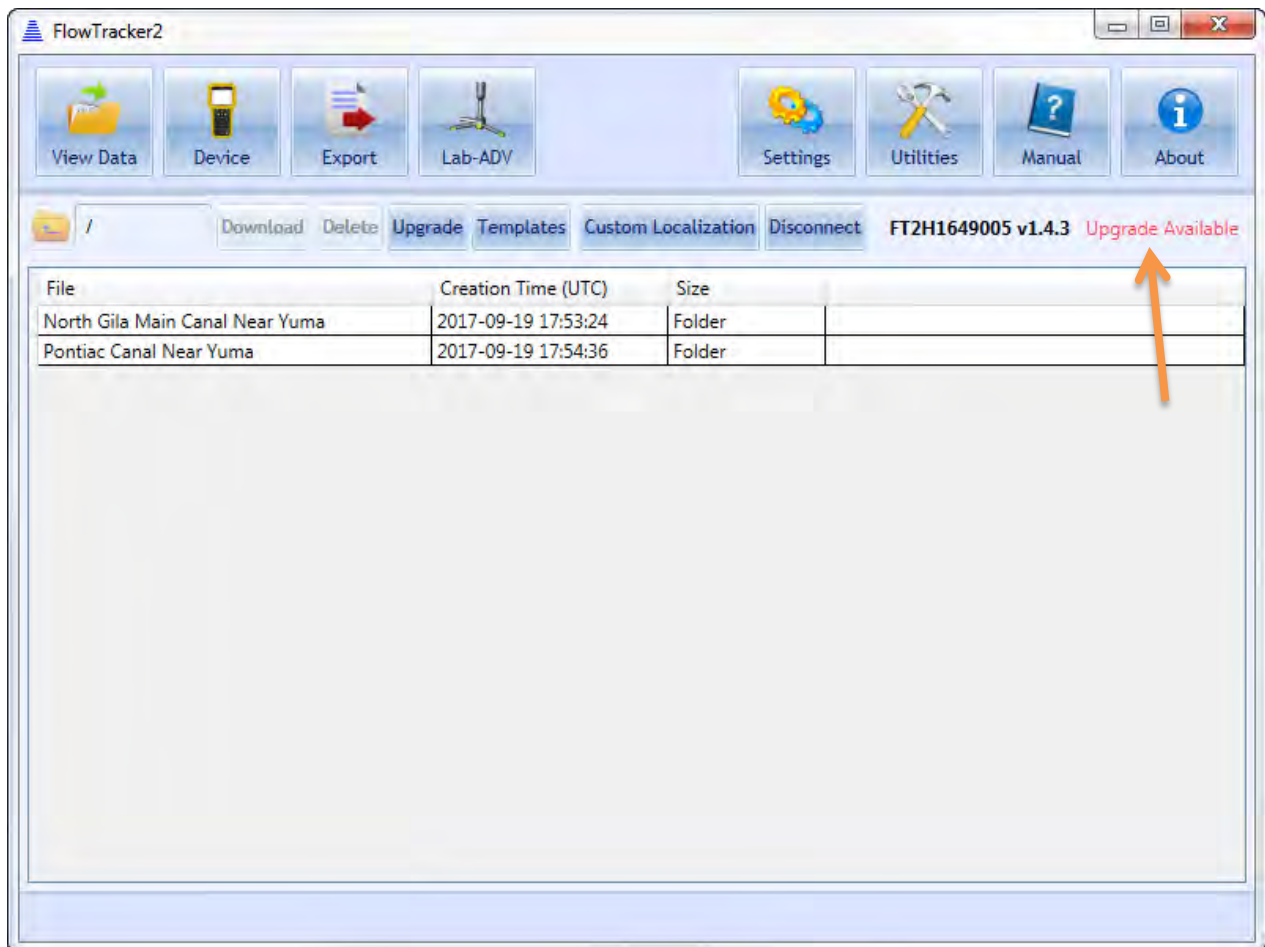 FlowTracker2
View Data Device Export Lab-ADV Settings Utilities Manual About
/ Download Delete Upgrade Templates Custom Localization Disconnect FT2H1649005 v1.4.3 Upgrade Available
File Creation Time (UTC) Size
North Gila Main Canal Near Yuma 2017-09-19 17:53:24 Folder
Pontiac Canal Near Yuma 2017-09-19 17:54:36 Folder